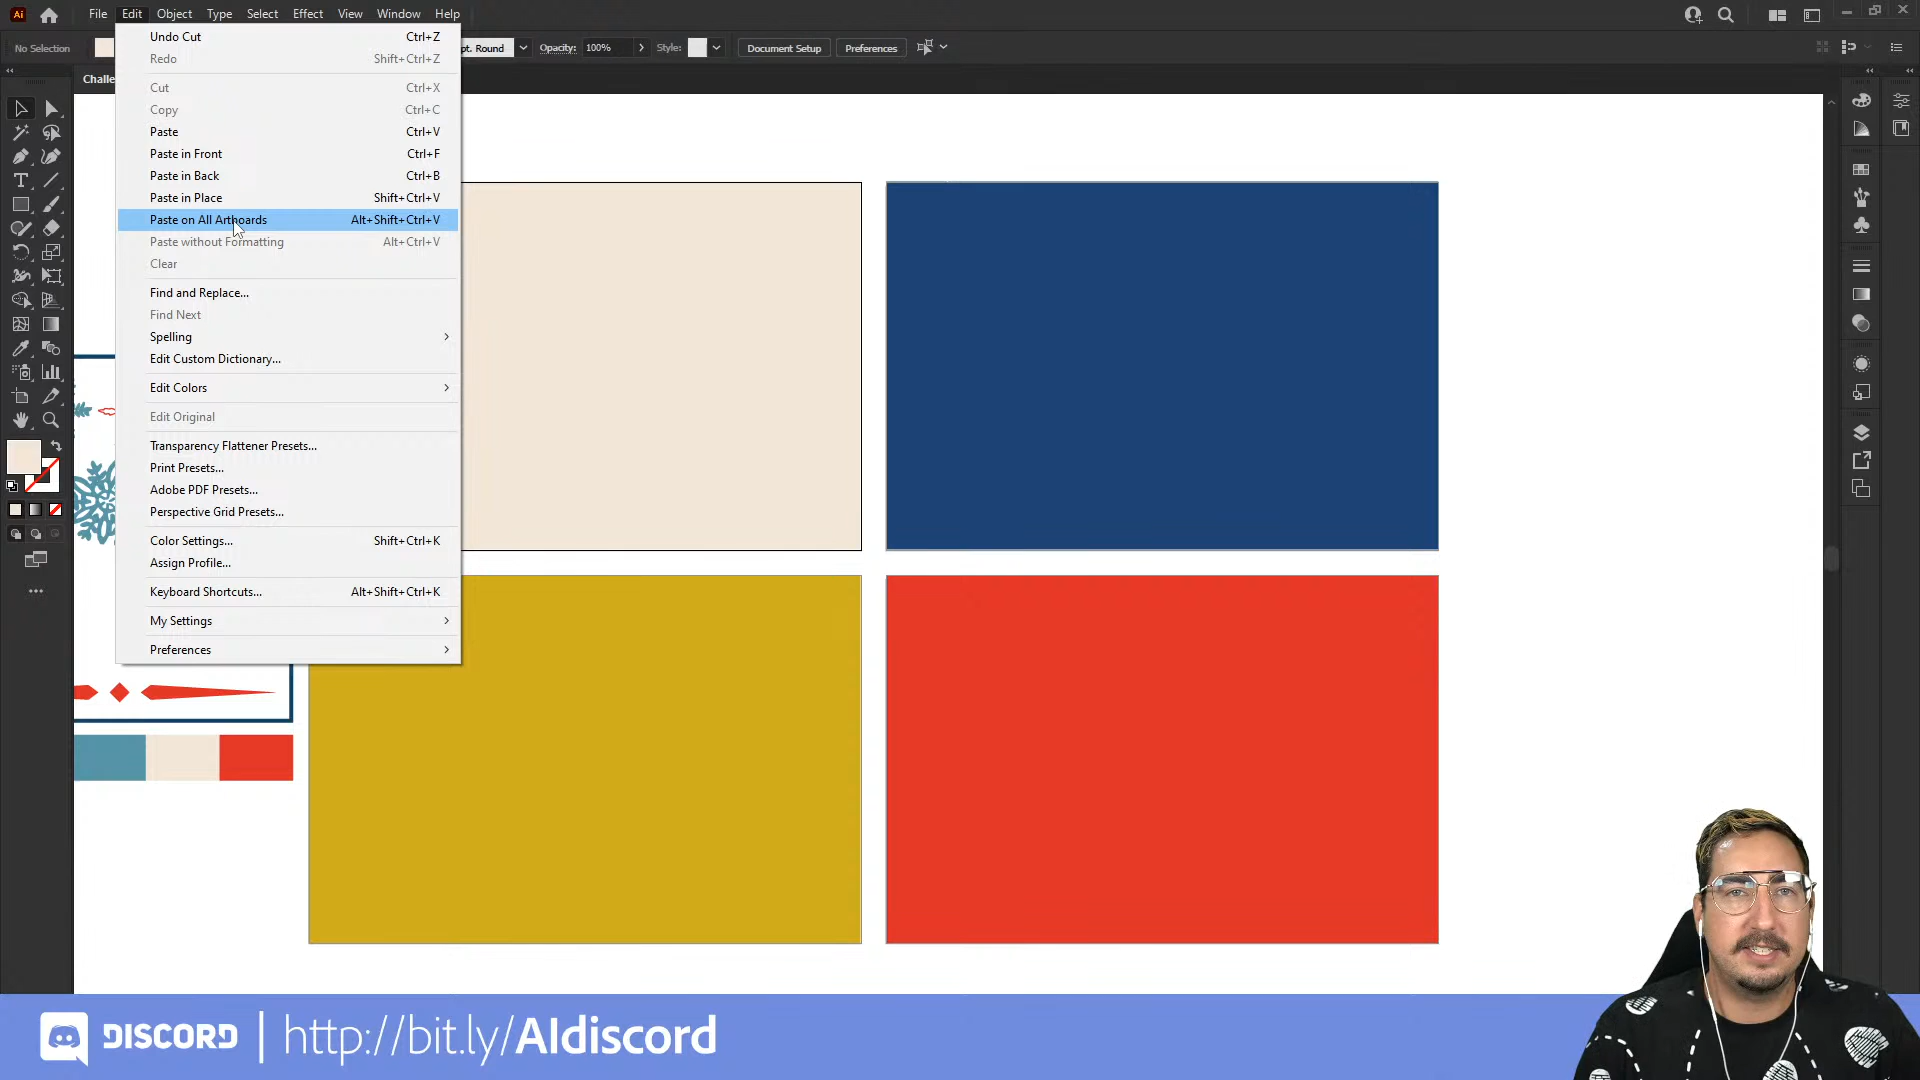 Ai File Edit Object Type Select Effect View Window Help
No Selection
pt. Round Opacity: 100% Style: Document Setup Preferences
Challe
Undo Cut Ctrl+Z
Redo Shift+Ctrl+Z
Cut Ctrl+X
Copy Ctrl+C
Paste Ctrl+V
Paste in Front Ctrl+F
Paste in Back Ctrl+B
Paste in Place Shift+Ctrl+V
Paste on All Artboards Alt+Shift+Ctrl+V
Paste without Formatting Alt+Ctrl+V
Clear
Find and Replace...
Find Next
Spelling
Edit Custom Dictionary...
Edit Colors
Edit Original
Transparency Flattener Presets...
Print Presets...
Adobe PDF Presets...
Perspective Grid Presets...
Color Settings... Shift+Ctrl+K
Assign Profile...
Keyboard Shortcuts... Alt+Shift+Ctrl+K
My Settings
Preferences
DISCORD | http://bit.ly/AIdiscord